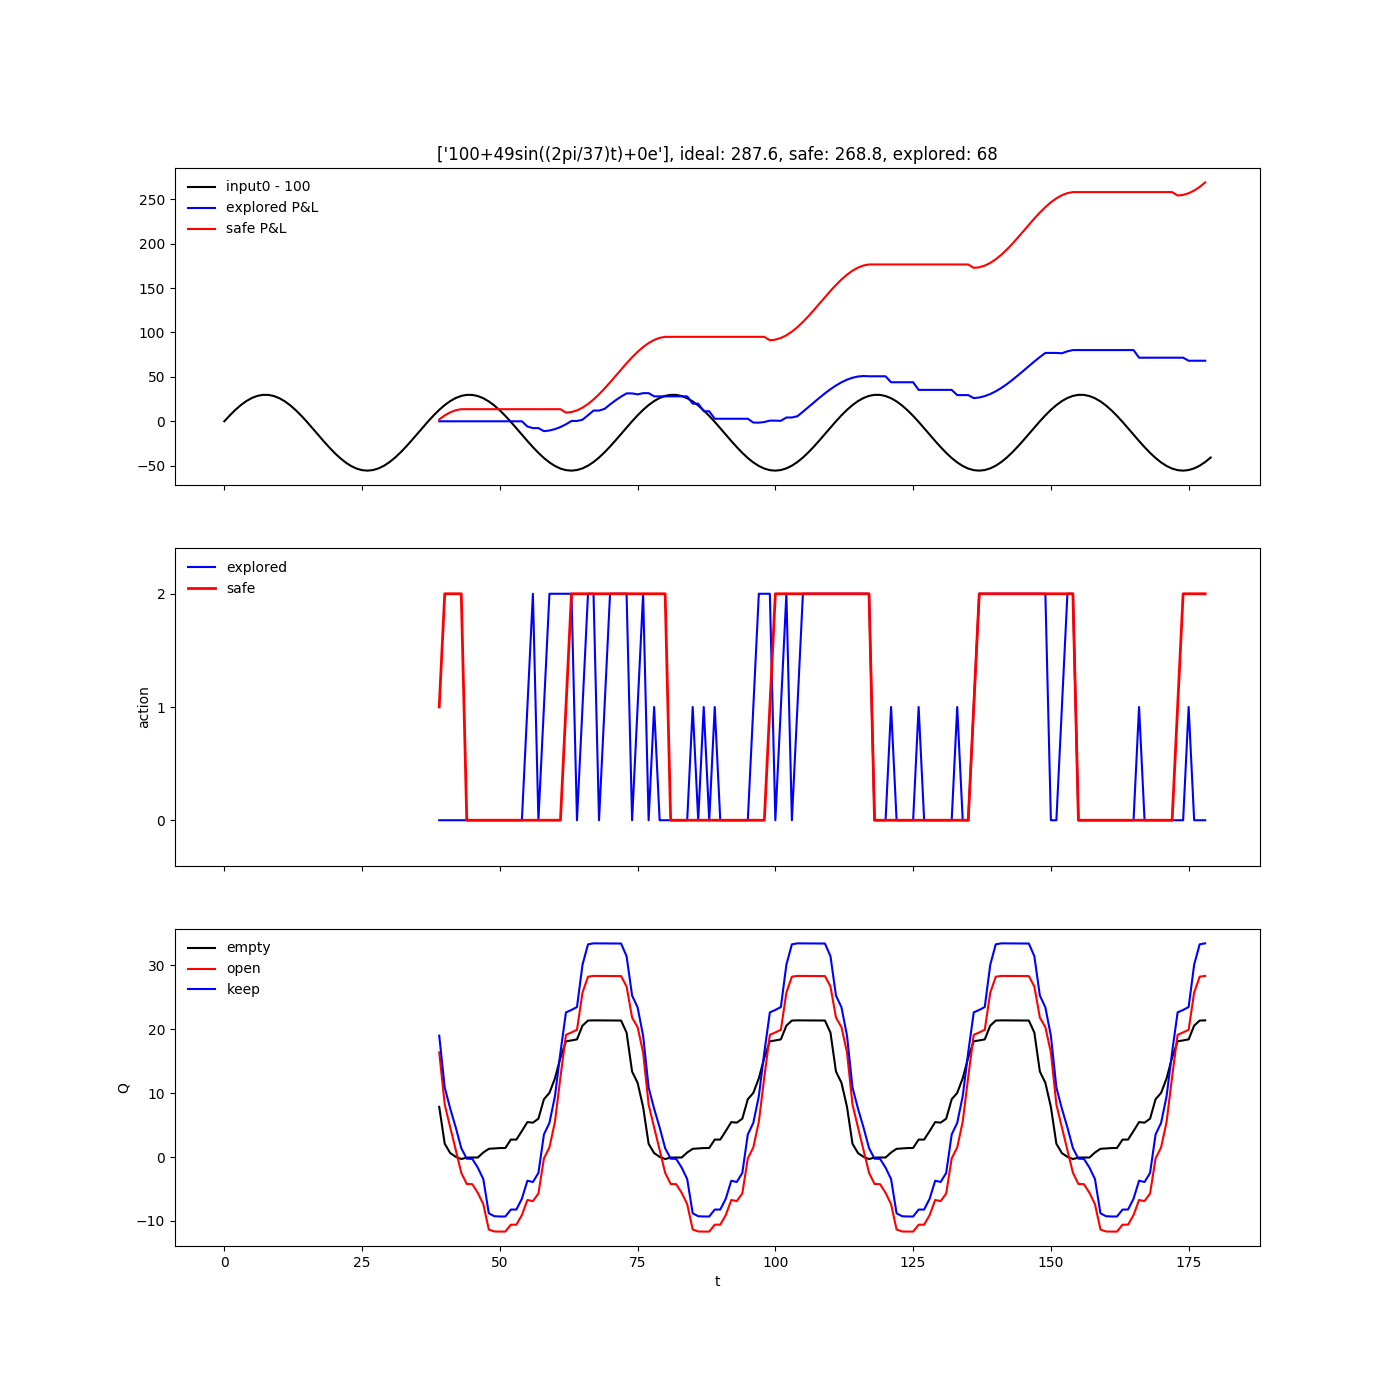 ['100+49sin((2pi/37)t)+0e'], ideal: 287.6, safe: 268.8, explored: 68
input0 - 100
explored P&L
safe P&L
250
200
150
100
50
0
−50
explored
safe
2
1
0
action
empty
open
keep
30
20
10
0
−10
Q
0 25 50 75 100 125 150 175
t